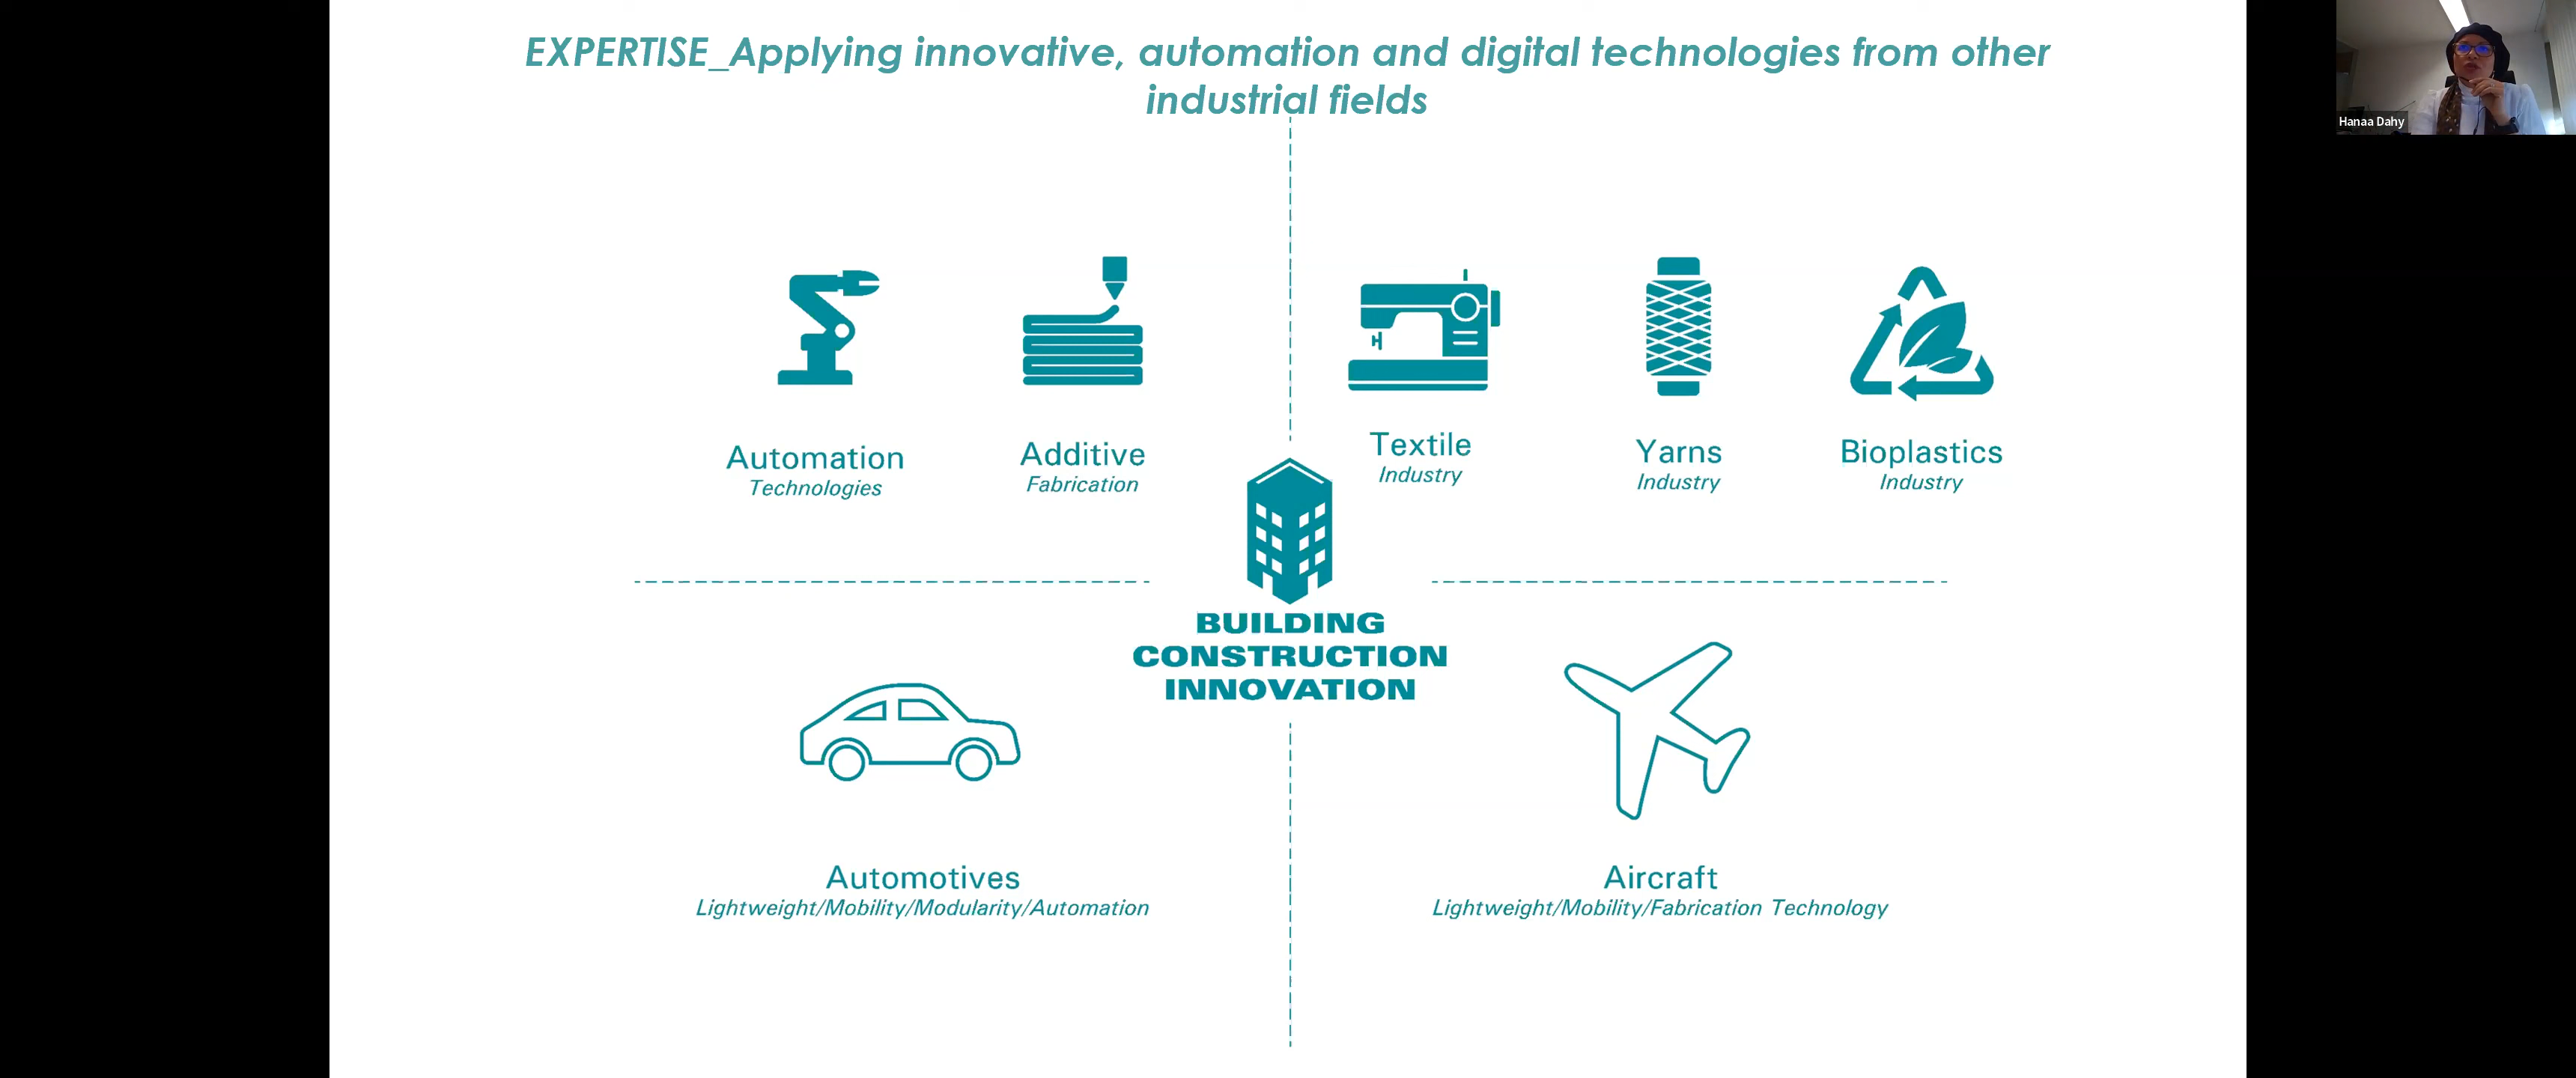 EXPERTISE_Applying innovative, automation and digital technologies from other
industrial fields
Hanaa Dahy
Automation
Technologies
Additive
Fabrication
Textile
Industry
Yarns
Industry
Bioplastics
Industry
BUILDING
CONSTRUCTION
INNOVATION
Automotives
Lightweight/Mobility/Modularity/Automation
Aircraft
Lightweight/Mobility/Fabrication Technology